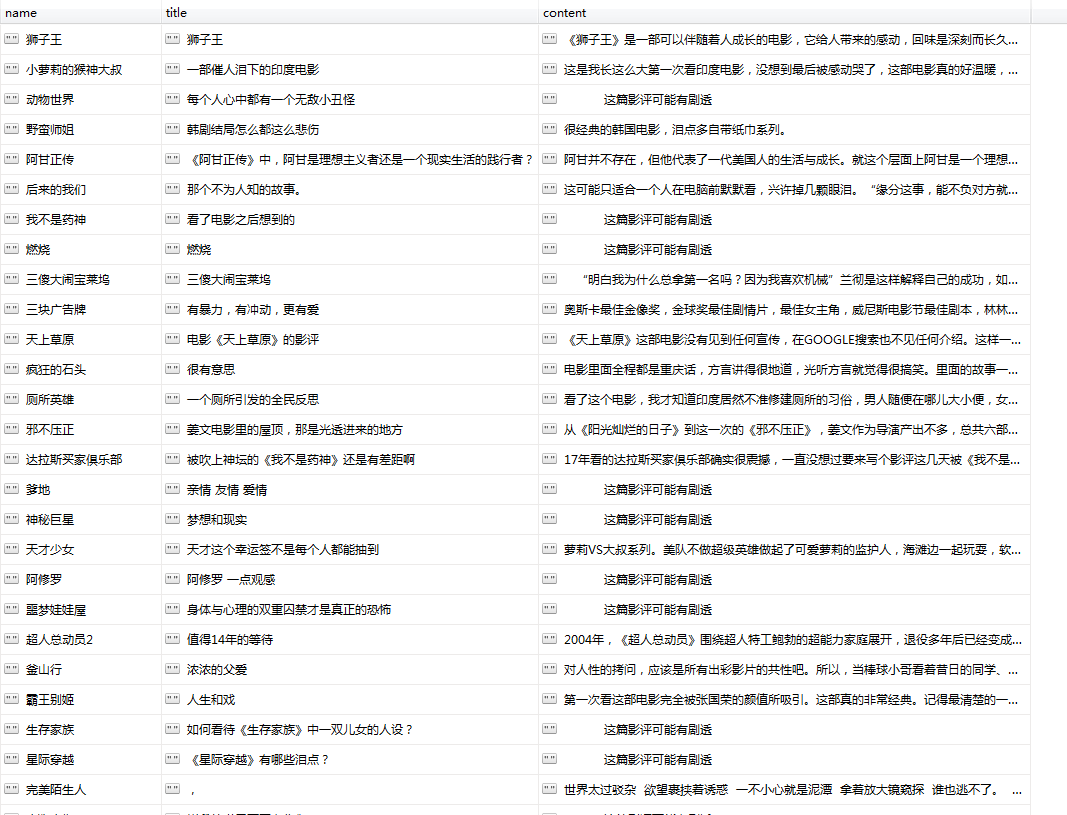 name title content
狮子王 狮子王 《狮子王》是一部可以伴随着人成长的电影，它给人带来的感动，回味是深刻而长久...
小萝莉的猴神大叔 一部催人泪下的印度电影 这是我长这么大第一次看印度电影，没想到最后被感动哭了，这部电影真的好温暖，...
动物世界 每个人心中都有一个无敌小丑怪 这篇影评可能有剧透
野蛮师姐 韩剧结局怎么都这么悲伤 很经典的韩国电影，泪点多自带纸巾系列。
阿甘正传 《阿甘正传》中，阿甘是理想主义者还是一个现实生活的践行者？ 阿甘并不存在，但他代表了一代美国人的生活与成长。就这个层面上阿甘是一个理想...
后来的我们 那个不为人知的故事。 这可能只适合一个人在电脑前默默看，兴许掉几颗眼泪。“缘分这事，能不负对方就...
我不是药神 看了电影之后想到的 这篇影评可能有剧透
燃烧 燃烧 这篇影评可能有剧透
三傻大闹宝莱坞 三傻大闹宝莱坞 “明白我为什么总拿第一名吗？因为我喜欢机械”兰彻是这样解释自己的成功，如...
三块广告牌 有暴力，有冲动，更有爱 奥斯卡最佳金像奖，金球奖最佳剧情片，最佳女主角，威尼斯电影节最佳剧本，林林...
天上草原 电影《天上草原》的影评 《天上草原》这部电影没有见到任何宣传，在GOOGLE搜索也不见任何介绍。这样一...
疯狂的石头 很有意思 电影里面全程都是重庆话，方言讲得很地道，光听方言就觉得很搞笑。里面的故事一...
厕所英雄 一个厕所引发的全民反思 看了这个电影，我才知道印度居然不准修建厕所的习俗，男人随便在哪儿大小便，女...
邪不压正 姜文电影里的屋顶，那是光透进来的地方 从《阳光灿烂的日子》到这一次的《邪不压正》，姜文作为导演产出不多，总共六部...
达拉斯买家俱乐部 被吹上神坛的《我不是药神》还是有差距啊 17年看的达拉斯买家俱乐部确实很震撼，一直没想过要来写个影评这几天被《我不是...
爹地 亲情 友情 爱情 这篇影评可能有剧透
神秘巨星 梦想和现实 这篇影评可能有剧透
天才少女 天才这个幸运签不是每个人都能抽到 萝莉VS大叔系列。美队不做超级英雄做起了可爱萝莉的监护人，海滩边一起玩耍，软...
阿修罗 阿修罗 一点观感 这篇影评可能有剧透
噩梦娃娃屋 身体与心理的双重囚禁才是真正的恐怖 这篇影评可能有剧透
超人总动员2 值得14年的等待 2004年，《超人总动员》围绕超人特工鲍勃的超能力家庭展开，退役多年后已经变成...
釜山行 浓浓的父爱 对人性的拷问，应该是所有出彩影片的共性吧。所以，当棒球小哥看着昔日的同学、...
霸王别姬 人生和戏 第一次看这部电影完全被张国荣的颜值所吸引。这部真的非常经典。记得最清楚的一...
生存家族 如何看待《生存家族》中一双儿女的人设？ 这篇影评可能有剧透
星际穿越 《星际穿越》有哪些泪点？ 这篇影评可能有剧透
完美陌生人 ， 世界太过驳杂 欲望裹挟着诱惑 一不小心就是泥潭 拿着放大镜窥探 谁也逃不了。 ...